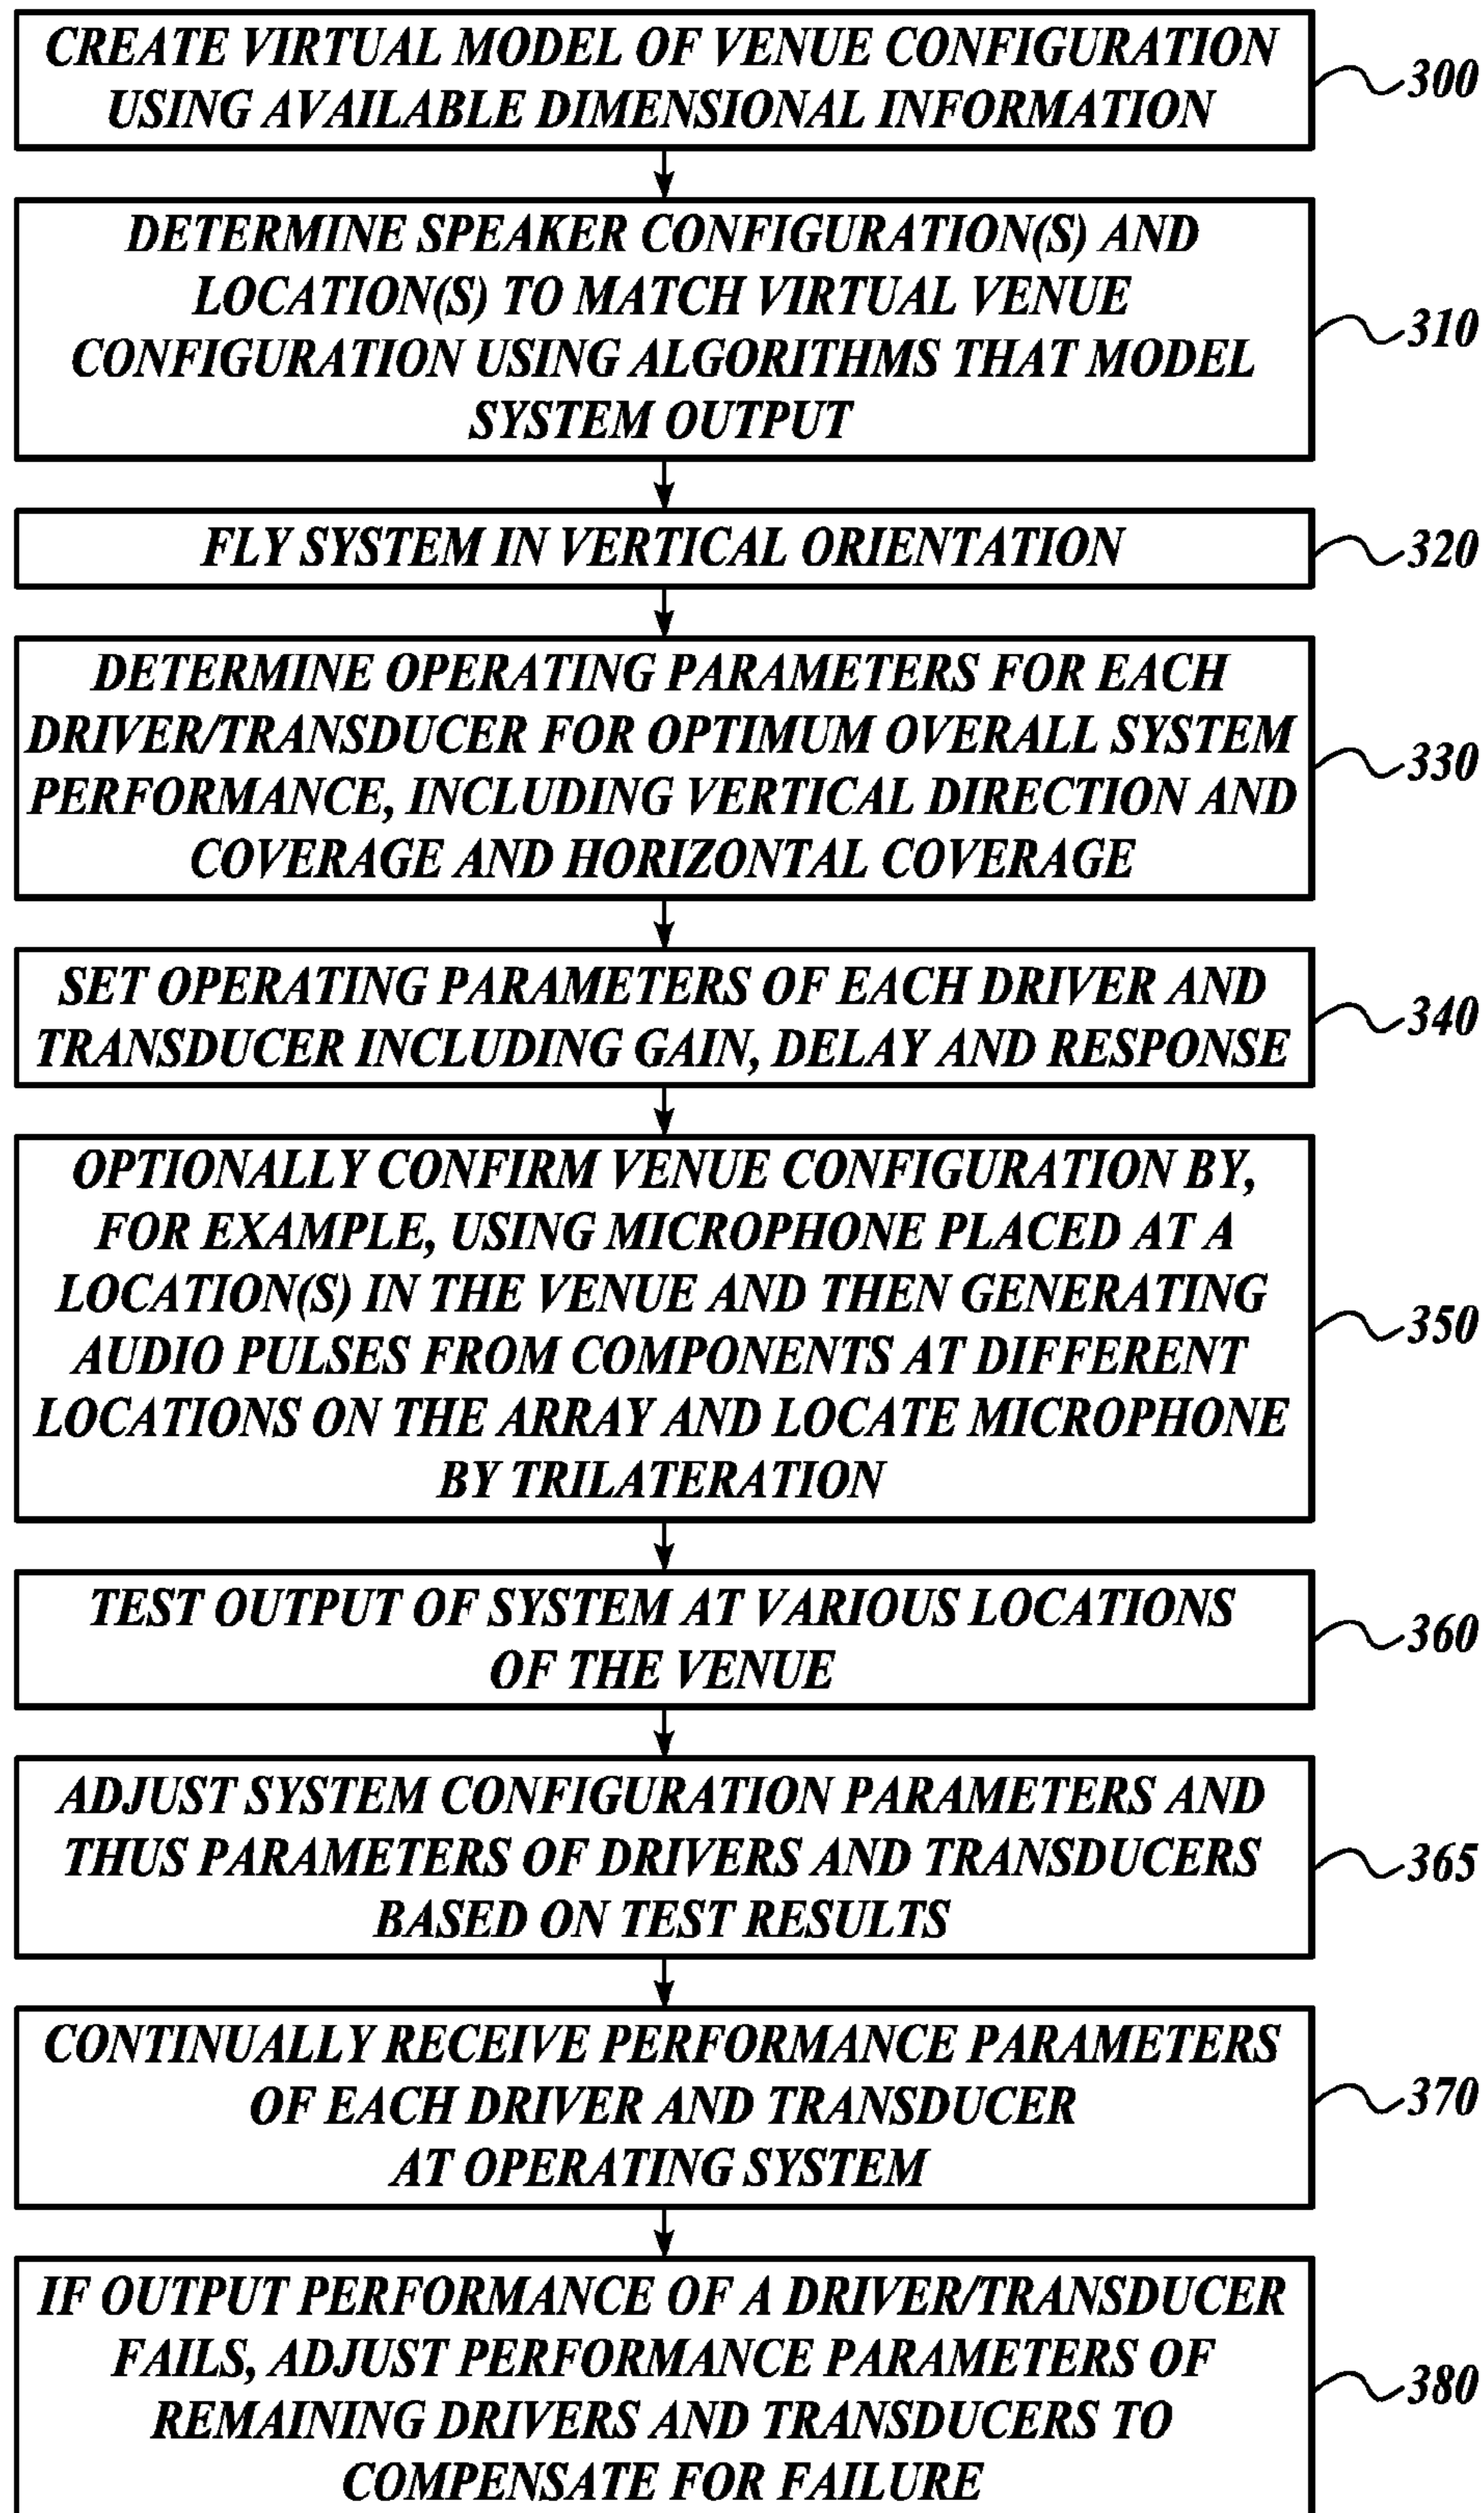 CREATE VIRTUAL MODEL OF VENUE CONFIGURATION
USING AVAILABLE DIMENSIONAL INFORMATION
300
DETERMINE SPEAKER CONFIGURATION(S) AND
LOCATION(S) TO MATCH VIRTUAL VENUE
CONFIGURATION USING ALGORITHMS THAT MODEL
SYSTEM OUTPUT
310
FLY SYSTEM IN VERTICAL ORIENTATION
320
DETERMINE OPERATING PARAMETERS FOR EACH
DRIVER/TRANSDUCER FOR OPTIMUM OVERALL SYSTEM
PERFORMANCE, INCLUDING VERTICAL DIRECTION AND
COVERAGE AND HORIZONTAL COVERAGE
330
SET OPERATING PARAMETERS OF EACH DRIVER AND
TRANSDUCER INCLUDING GAIN, DELAY AND RESPONSE
340
OPTIONALLY CONFIRM VENUE CONFIGURATION BY,
FOR EXAMPLE, USING MICROPHONE PLACED AT A
LOCATION(S) IN THE VENUE AND THEN GENERATING
AUDIO PULSES FROM COMPONENTS AT DIFFERENT
LOCATIONS ON THE ARRAY AND LOCATE MICROPHONE
BY TRILATERATION
350
TEST OUTPUT OF SYSTEM AT VARIOUS LOCATIONS
OF THE VENUE
360
ADJUST SYSTEM CONFIGURATION PARAMETERS AND
THUS PARAMETERS OF DRIVERS AND TRANSDUCERS
BASED ON TEST RESULTS
365
CONTINUALLY RECEIVE PERFORMANCE PARAMETERS
OF EACH DRIVER AND TRANSDUCER
AT OPERATING SYSTEM
370
IF OUTPUT PERFORMANCE OF A DRIVER/TRANSDUCER
FAILS, ADJUST PERFORMANCE PARAMETERS OF
REMAINING DRIVERS AND TRANSDUCERS TO
COMPENSATE FOR FAILURE
380